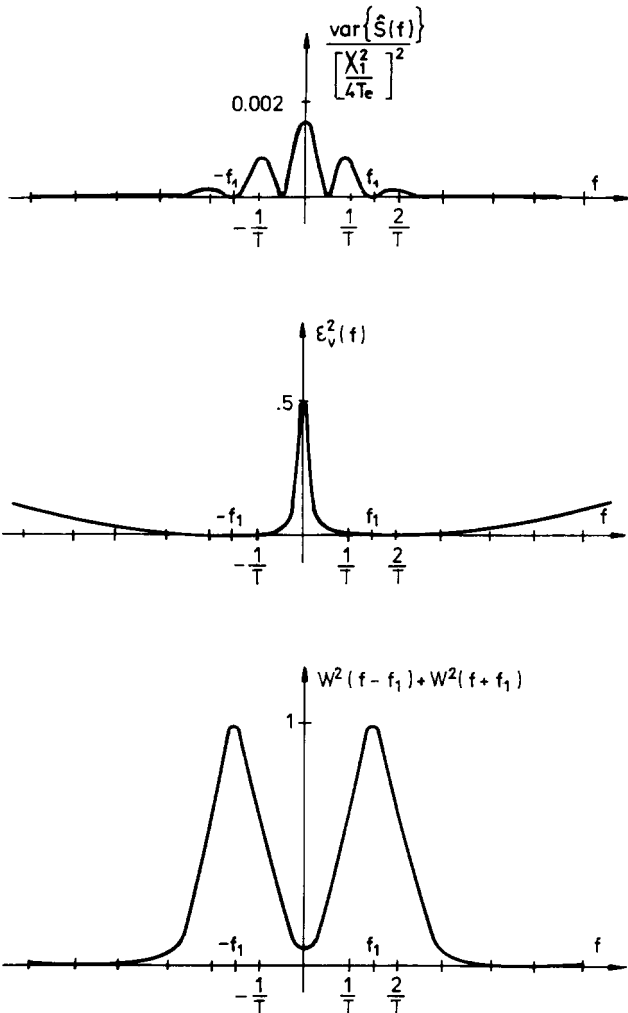 var{Ŝ(f)}
[X₁²/4Te]²
0.002
-f₁ f₁ f
-1/T 1/T 2/T
εᵥ²(f)
.5
-f₁ f₁ f
-1/T 1/T 2/T
W²(f-f₁)+W²(f+f₁)
1
-f₁ f₁ f
-1/T 1/T 2/T